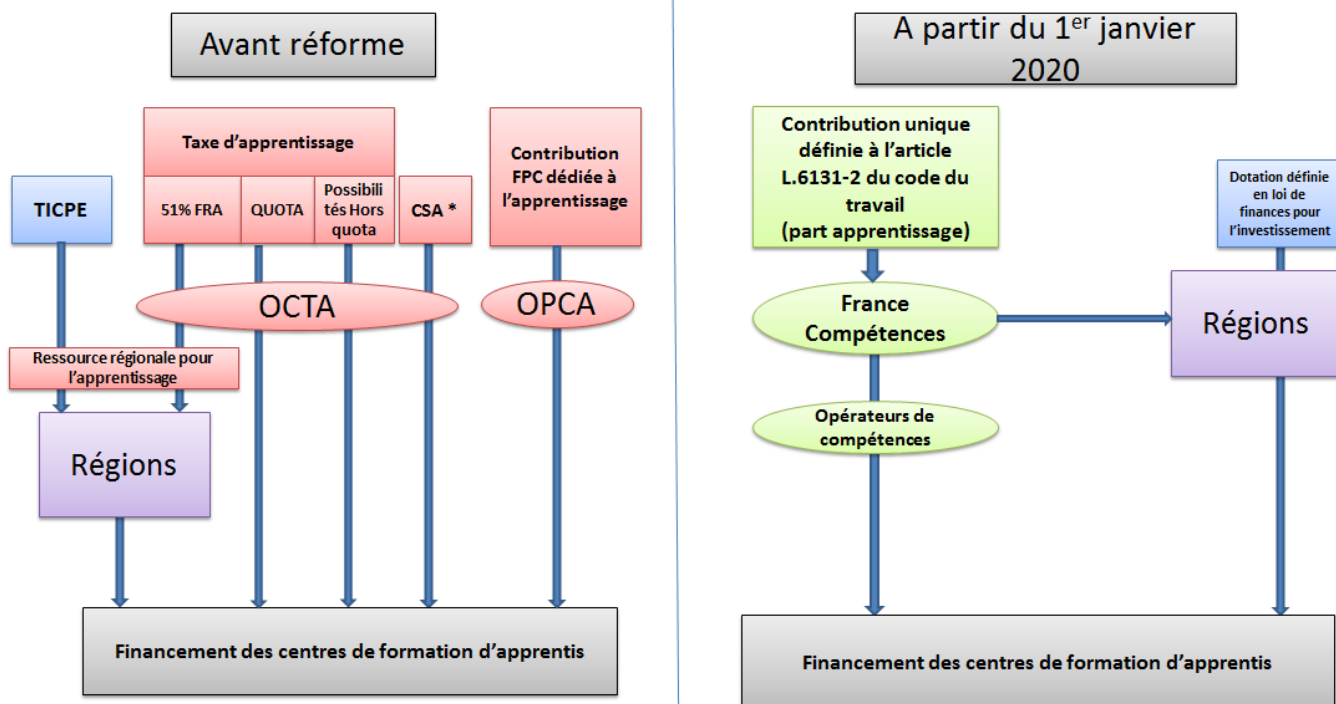 Avant réforme
TICPE
Taxe d'apprentissage
51% FRA
QUOTA
Possibili
tés Hors
quota
CSA *
Contribution
FPC dédiée à
l'apprentissage
OCTA
OPCA
Ressource régionale pour
l'apprentissage
Régions
Financement des centres de formation d'apprentis
A partir du 1er janvier
2020
Contribution unique
définie à l'article
L.6131-2 du code du
travail
(part apprentissage)
Dotation définie
en loi de
finances pour
l'investissement
France
Compétences
Régions
Opérateurs de
compétences
Financement des centres de formation d'apprentis